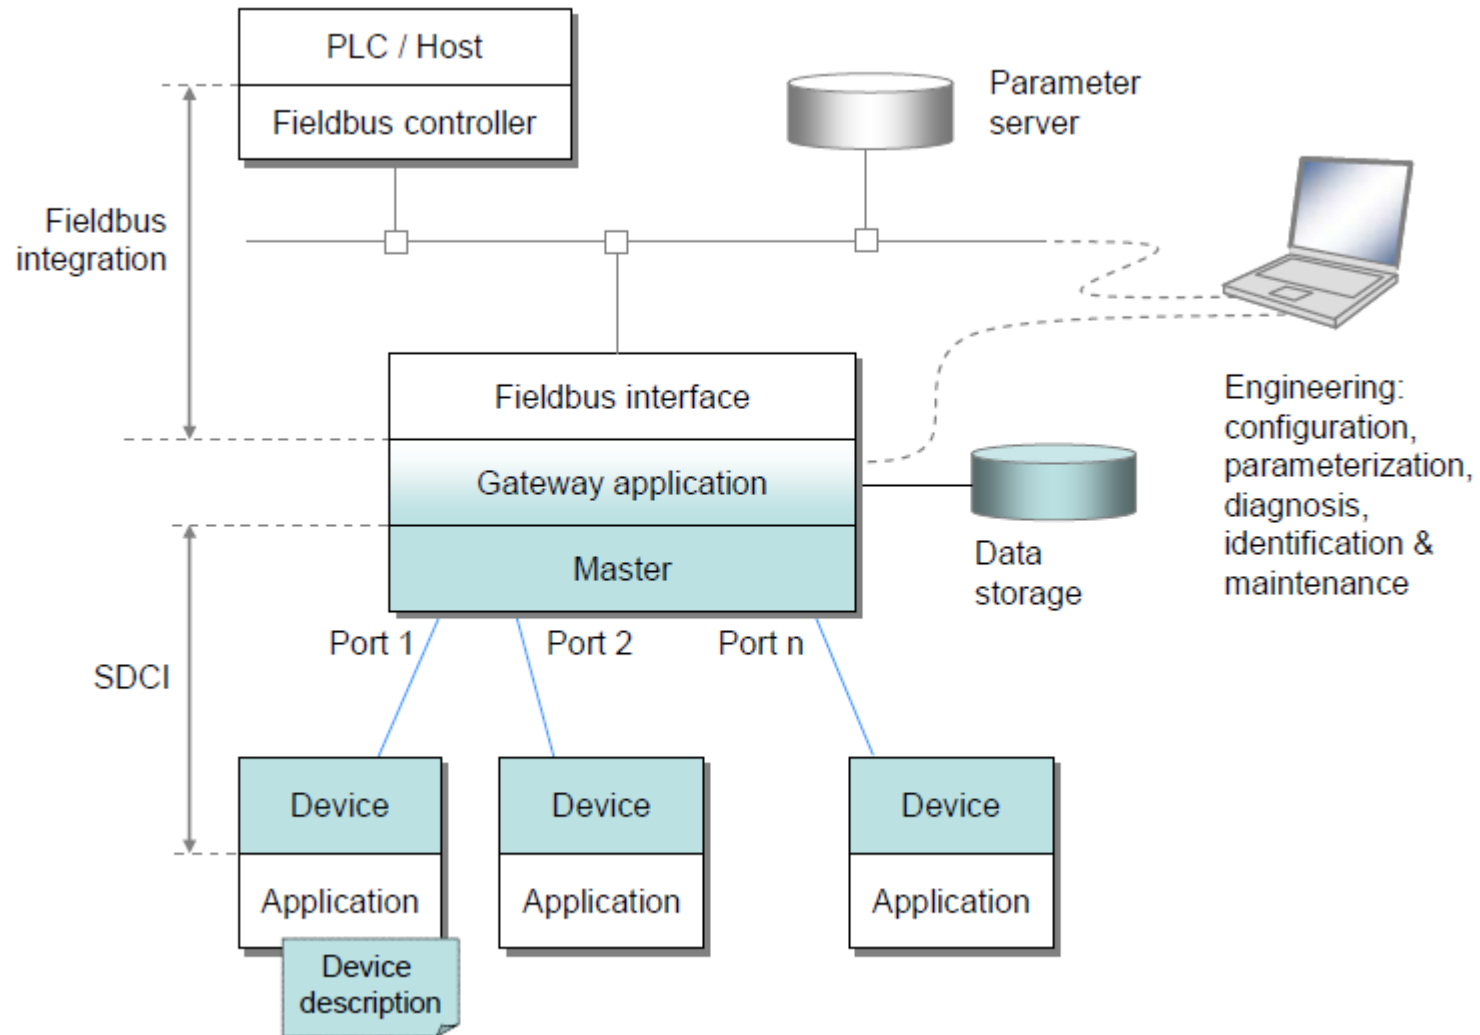 PLC / Host
Fieldbus controller
Parameter
server
Fieldbus
integration
Fieldbus interface
Gateway application
Master
Data
storage
Engineering:
configuration,
parameterization,
diagnosis,
identification &
maintenance
Port 1
Port 2
Port n
SDCI
Device
Device
Device
Application
Application
Application
Device
description